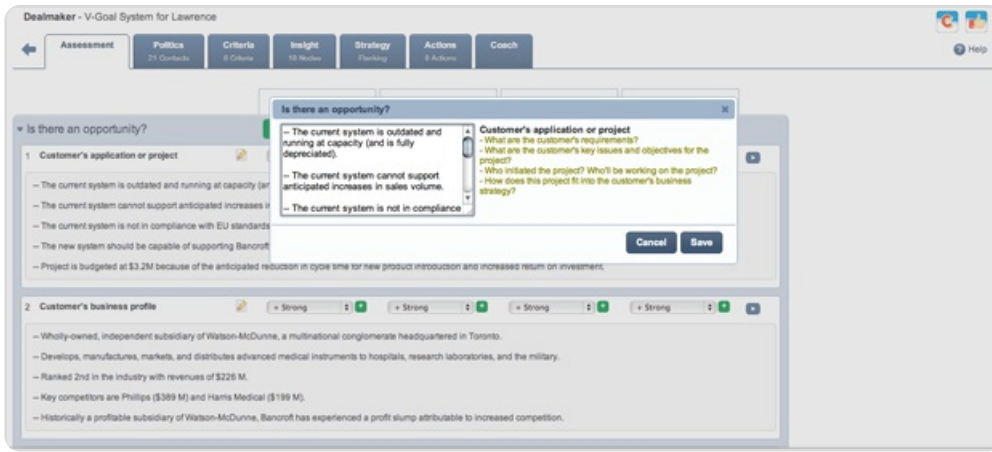 Dealmaker - V-Goal System for Lawrence
Assessment
Politics
21 Contacts
Criteria
6 Criteria
Insight
18 Nodes
Strategy
Flanking
Actions
8 Actions
Coach
Help
Is there an opportunity?
Is there an opportunity?
-- The current system is outdated and
running at capacity (and is fully
depreciated).
-- The current system cannot support
anticipated increases in sales volume.
-- The current system is not in compliance
Customer's application or project
- What are the customer's requirements?
- What are the customer's key issues and objectives for the
project?
- Who initiated the project? Who'll be working on the project?
- How does this project fit into the customer's business
strategy?
Cancel
Save
1 Customer's application or project
-- The current system is outdated and running at capacity (an
-- The current system cannot support anticipated increases in
-- The current system is not in compliance with EU standards
-- The new system should be capable of supporting Bancroft
-- Project is budgeted at $3.2M because of the anticipated reduction in cycle time for new product introduction and increased return on investment.
2 Customer's business profile
+ Strong
+ Strong
+ Strong
+ Strong
-- Wholly-owned, independent subsidiary of Watson-McDunne, a multinational conglomerate headquartered in Toronto.
-- Develops, manufactures, markets, and distributes advanced medical instruments to hospitals, research laboratories, and the military.
-- Ranked 2nd in the industry with revenues of $226 M.
-- Key competitors are Phillips ($389 M) and Harris Medical ($199 M).
-- Historically a profitable subsidiary of Watson-McDunne, Bancroft has experienced a profit slump attributable to increased competition.